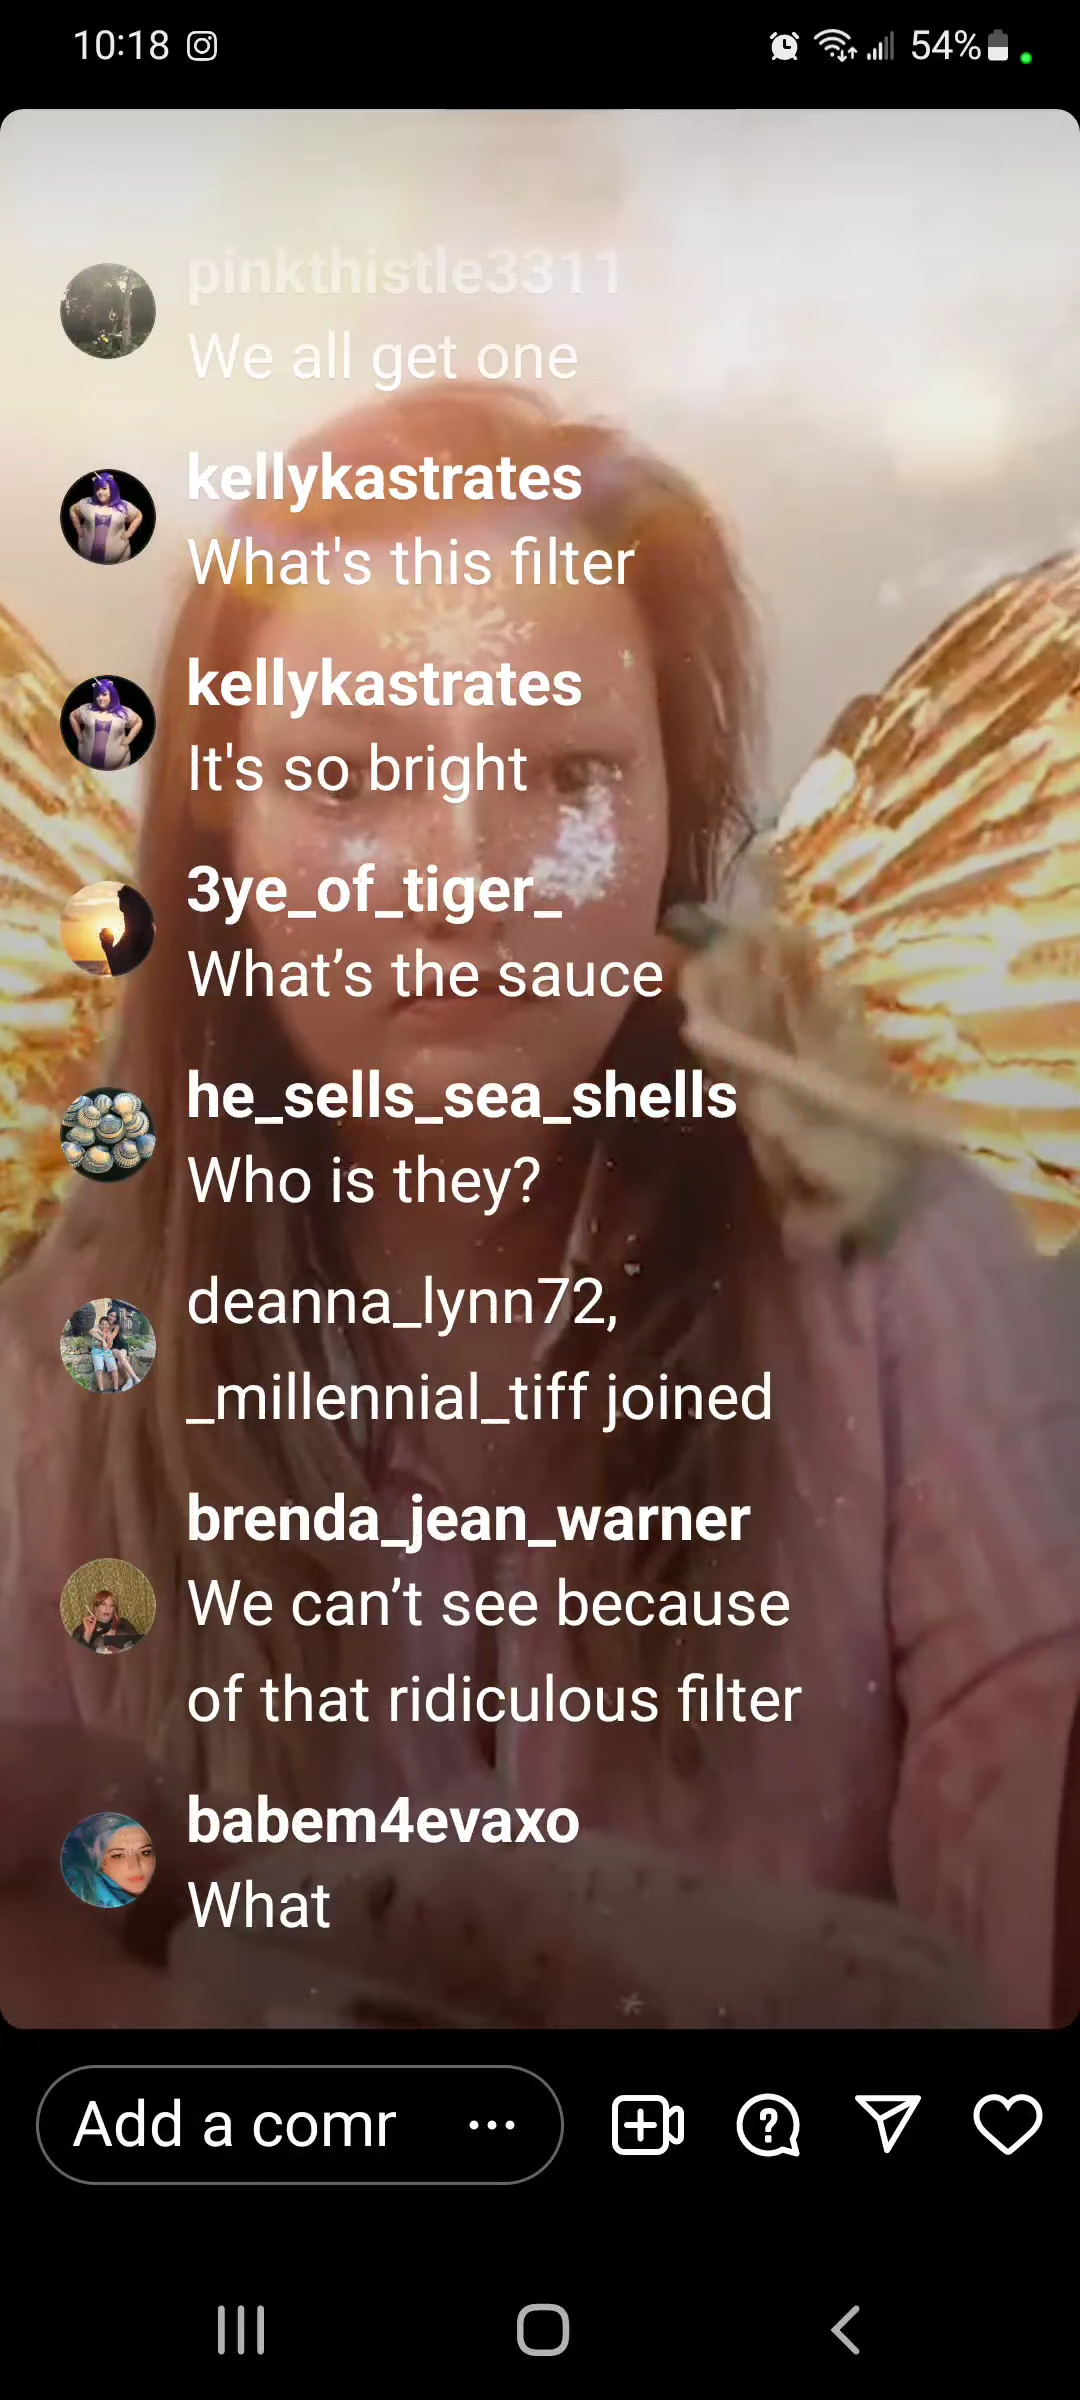 10:18 54%
pinkthistle3311
We all get one
kellykastrates
What's this filter
kellykastrates
It's so bright
3ye_of_tiger_
What’s the sauce
he_sells_sea_shells
Who is they?
deanna_lynn72,
_millennial_tiff joined
brenda_jean_warner
We can’t see because
of that ridiculous filter
babem4evaxo
What
Add a comr